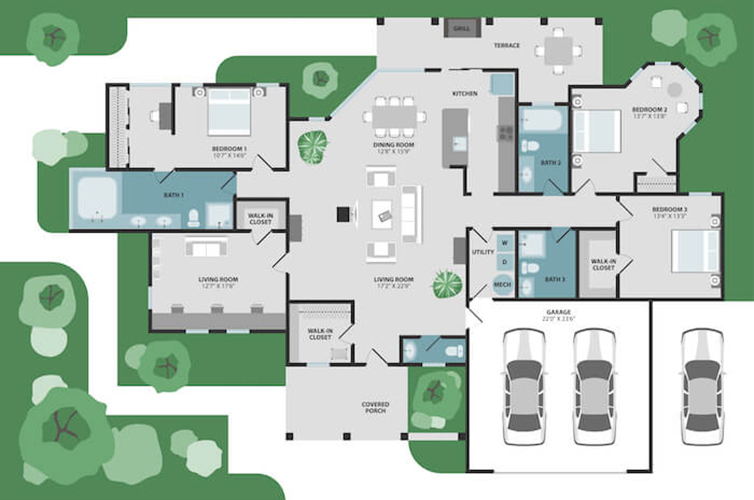 GRILL
TERRACE
KITCHEN
BEDROOM 2
13'7" X 13'8"
BEDROOM 1
10'7" X 14'6"
DINING ROOM
12'8" X 15'9"
BATH 2
BATH 1
WALK-IN
CLOSET
BEDROOM 3
13'4" X 13'3"
W
D
UTILITY
MECH
BATH 3
WALK-IN
CLOSET
LIVING ROOM
12'7" X 17'6"
LIVING ROOM
17'2" X 22'9"
GARAGE
22'0" X 23'6"
WALK-IN
CLOSET
COVERED
PORCH